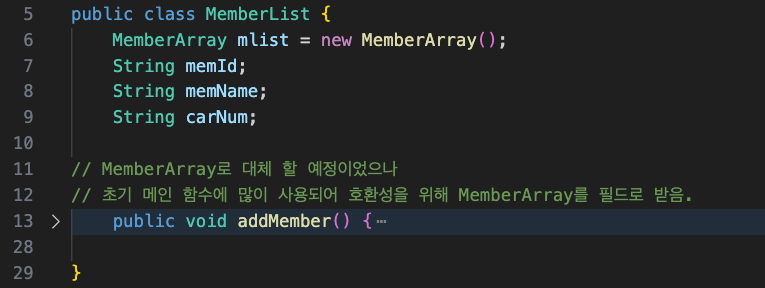 5 public class MemberList {
6 MemberArray mlist = new MemberArray();
7 String memId;
8 String memName;
9 String carNum;
10
11 // MemberArray로 대체 할 예정이었으나
12 // 초기 메인 함수에 많이 사용되어 호환성을 위해 MemberArray를 필드로 받음.
13 > public void addMember() { ⋯
28
29 }